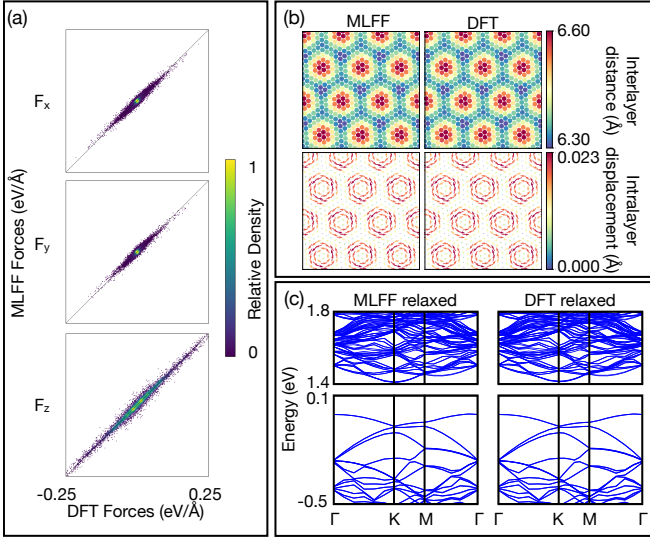 (a)
Fx
Fy
Fz
MLFF Forces (eV/Å)
-0.25
0.25
DFT Forces (eV/Å)
1
0
Relative Density
(b)
MLFF
DFT
6.60
6.30
Interlayer
distance (Å)
0.023
0.000
Intralayer
displacement (Å)
(c)
MLFF relaxed
DFT relaxed
1.8
1.4
0.1
-0.5
Energy (eV)
Γ K M Γ Γ K M Γ